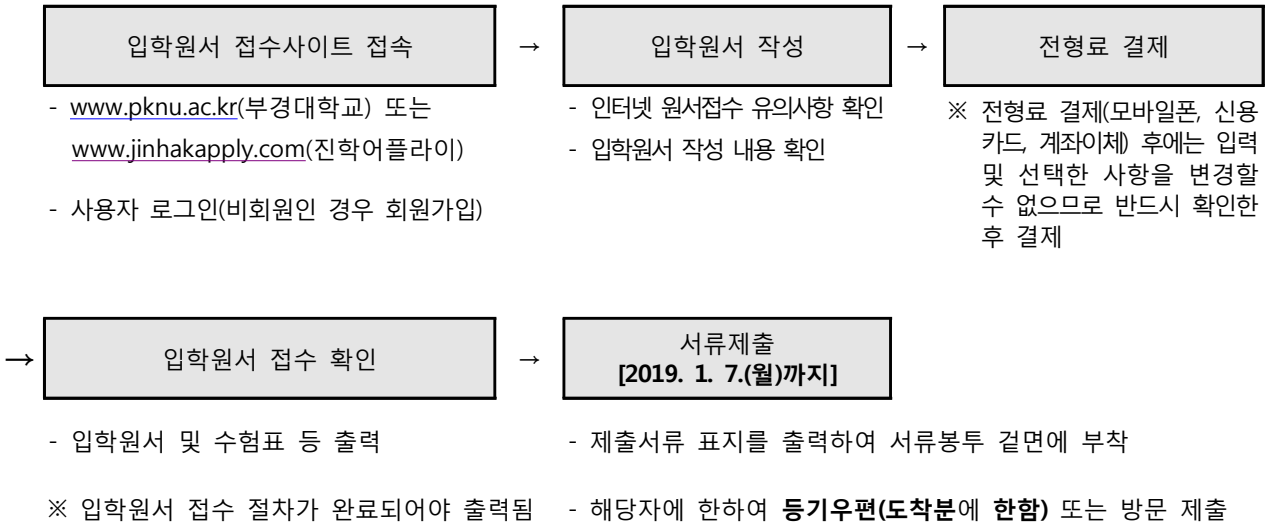 입학원서 접수사이트 접속 → 입학원서 작성 → 전형료 결제
- www.pknu.ac.kr(부경대학교) 또는
www.jinhakapply.com(진학어플라이)
- 사용자 로그인(비회원인 경우 회원가입)
- 인터넷 원서접수 유의사항 확인
- 입학원서 작성 내용 확인
※ 전형료 결제(모바일폰, 신용
카드, 계좌이체) 후에는 입력
및 선택한 사항을 변경할
수 없으므로 반드시 확인한
후 결제
→ 입학원서 접수 확인 → 서류제출
[2019. 1. 7.(월)까지]
- 입학원서 및 수험표 등 출력
※ 입학원서 접수 절차가 완료되어야 출력됨
- 제출서류 표지를 출력하여 서류봉투 겉면에 부착
- 해당자에 한하여 등기우편(도착분에 한함) 또는 방문 제출